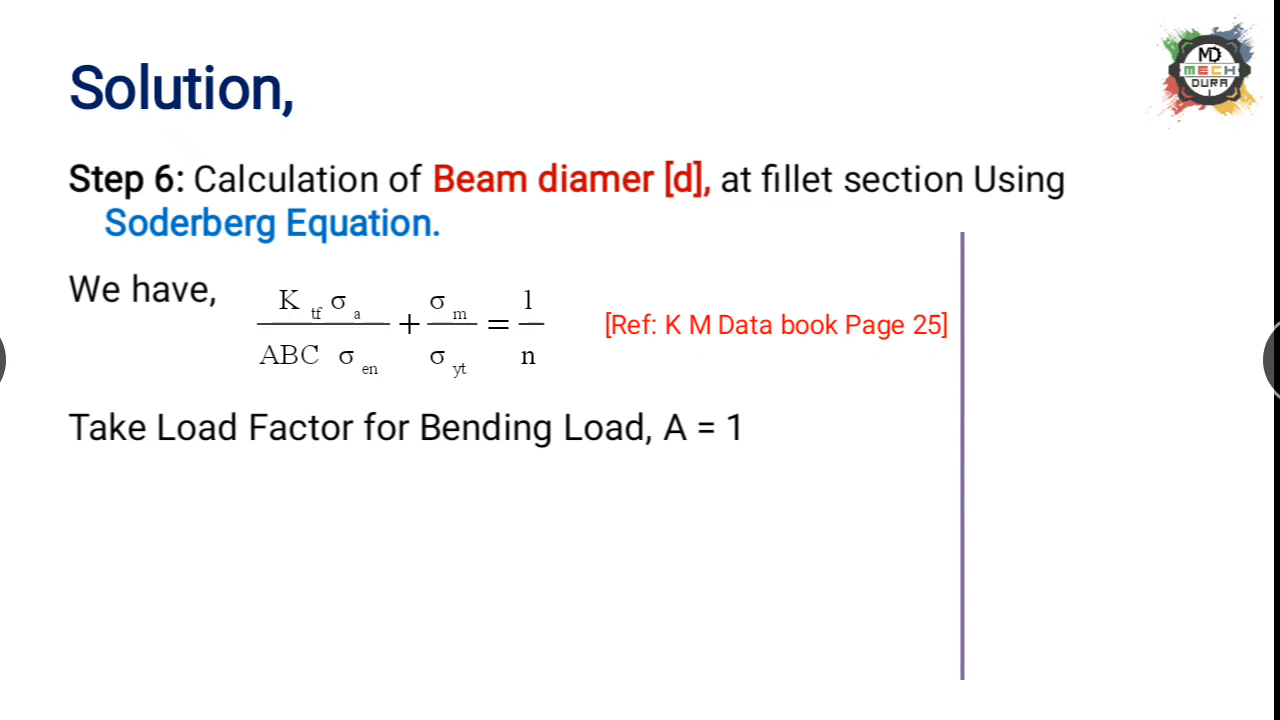 Solution,
MD
MECH
DURA
Step 6: Calculation of Beam diamer [d], at fillet section Using
Soderberg Equation.
We have,
K tf σ a / ABC σ en + σ m / σ yt = 1 / n
[Ref: K M Data book Page 25]
Take Load Factor for Bending Load, A = 1